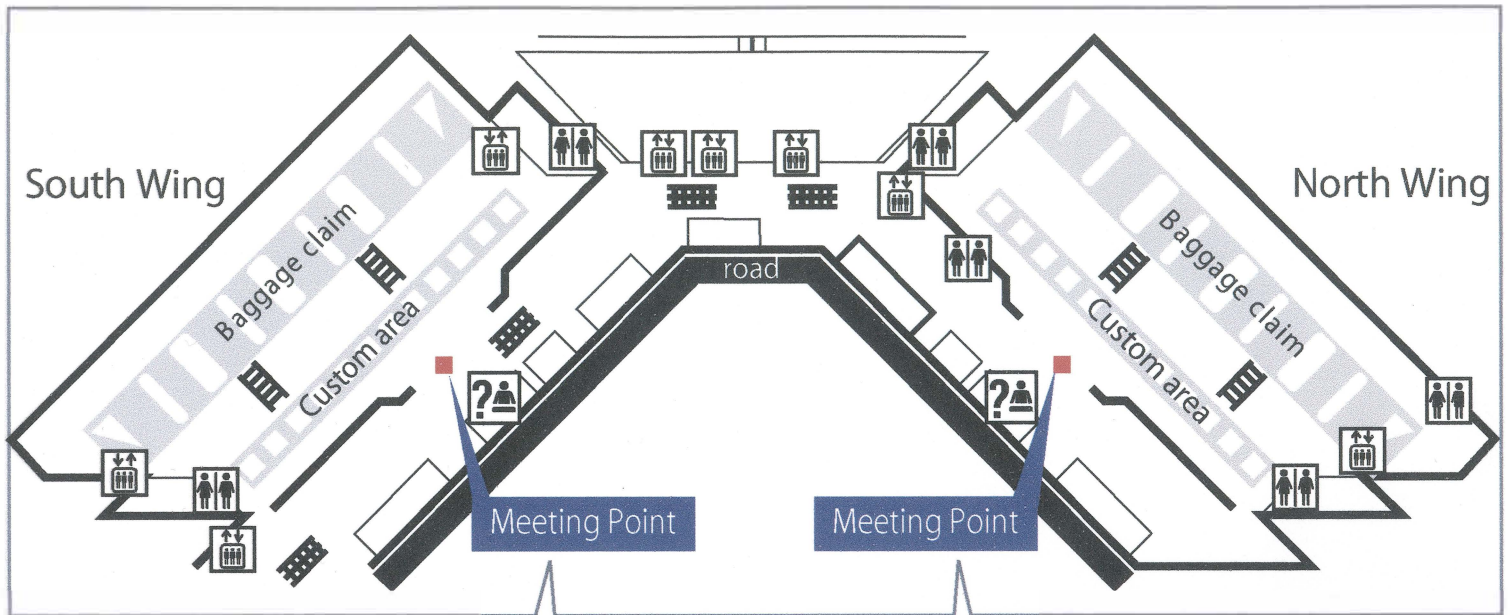 South Wing
North Wing
Baggage claim
Custom area
road
Baggage claim
Custom area
?
?
Meeting Point
Meeting Point